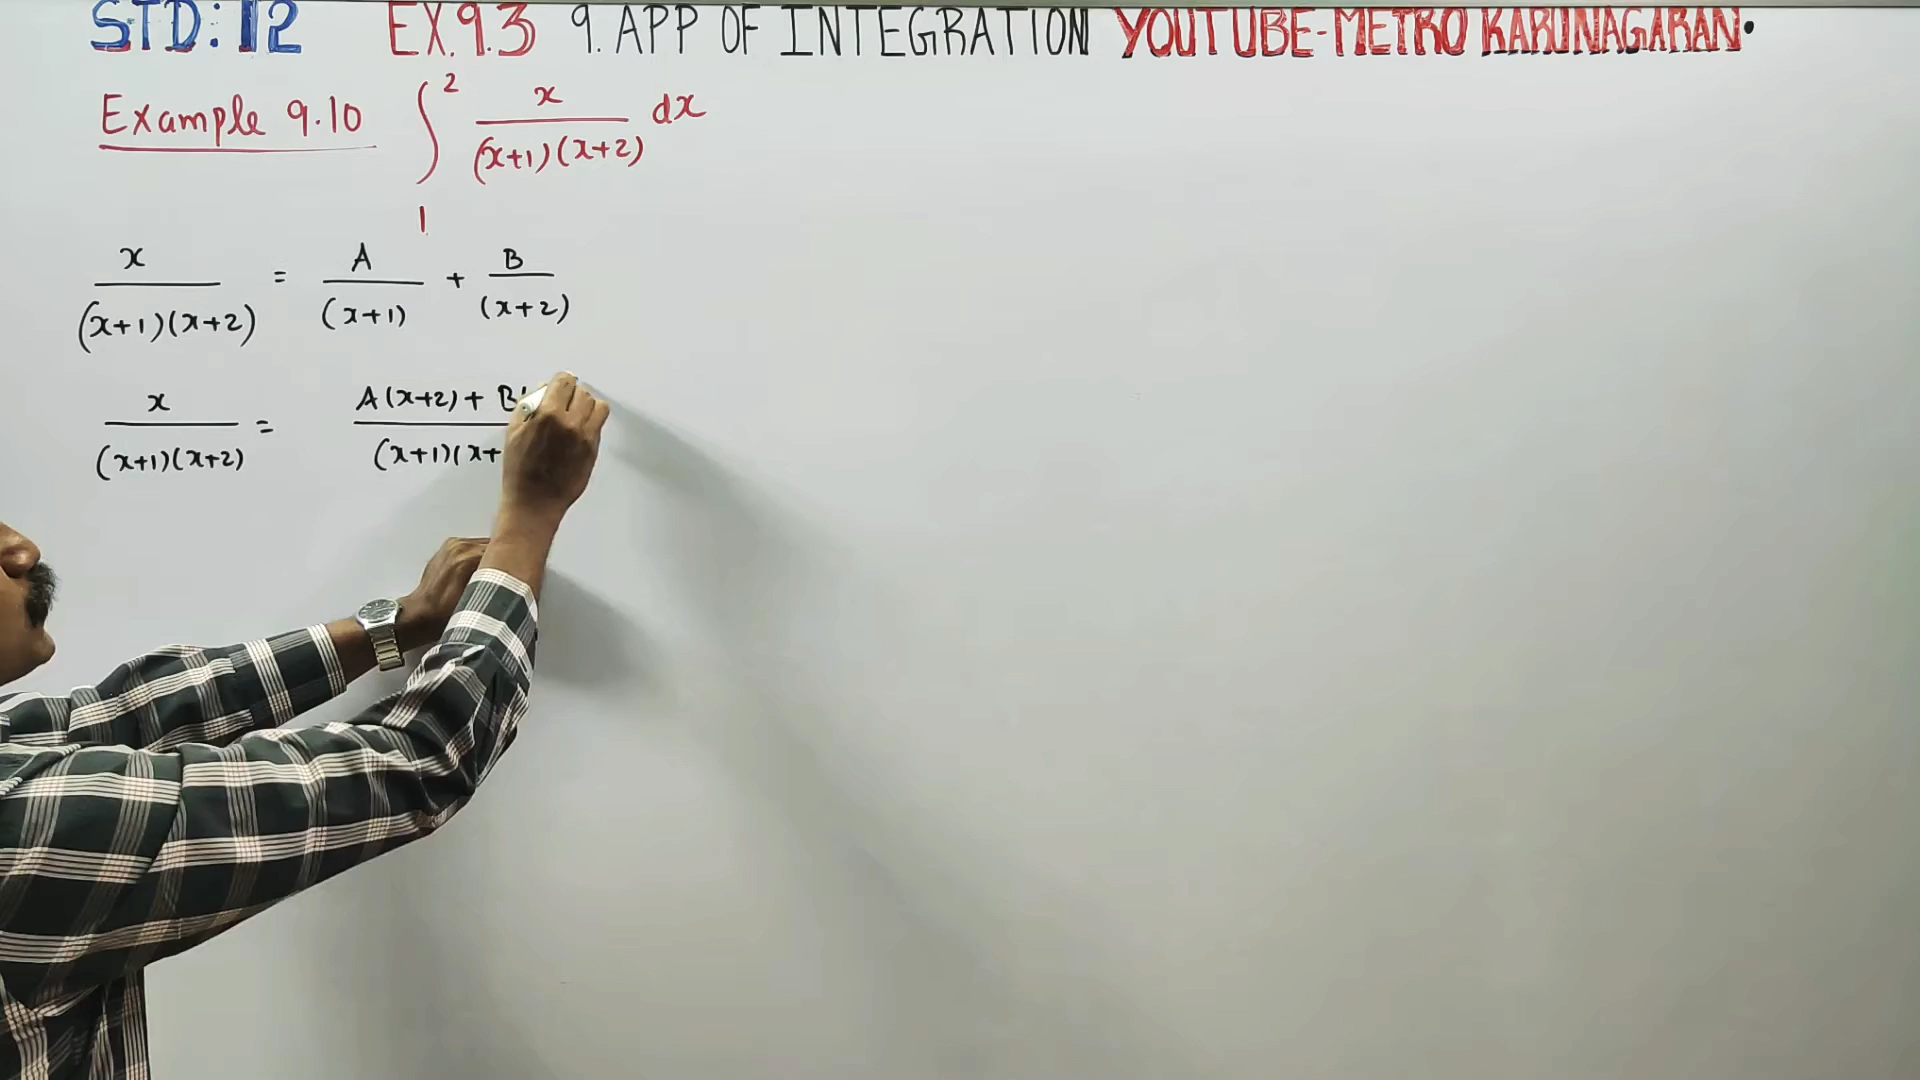 STD: 12 EX.9.3 9. APP OF INTEGRATION YOUTUBE-METRO KARUNAGARAN.
Example 9.10 ∫₁² x/((x+1)(x+2)) dx
x/((x+1)(x+2)) = A/(x+1) + B/(x+2)
x/((x+1)(x+2)) = A(x+2) + B / (x+1)(x+